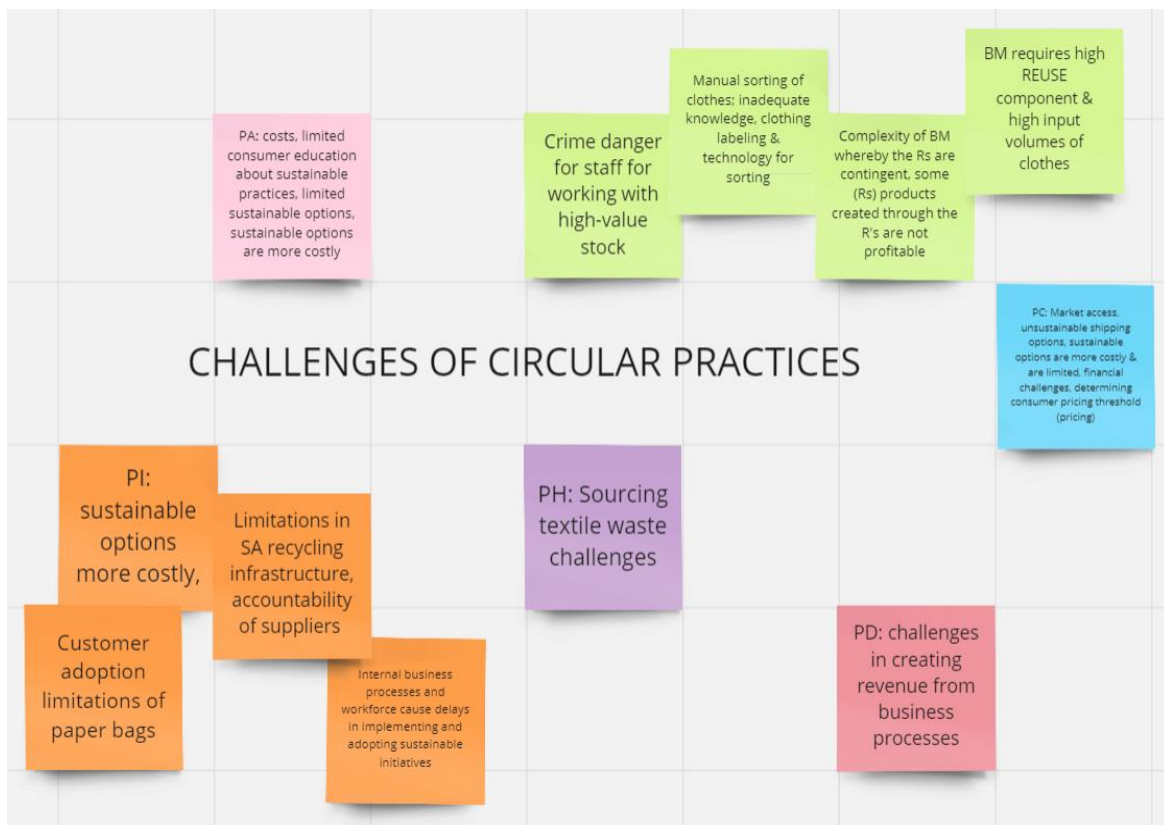 PA: costs, limited
consumer education
about sustainable
practices, limited
sustainable options,
sustainable options
are more costly
Crime danger
for staff for
working with
high-value
stock
Manual sorting of
clothes; inadequate
knowledge, clothing
labeling &
technology for
sorting
Complexity of BM
whereby the Rs are
contingent, some
(Rs) products
created through the
R's are not
profitable
BM requires high
REUSE
component &
high input
volumes of
clothes
PC: Market access,
unsustainable shipping
options, sustainable
options are more costly &
are limited, financial
challenges, determining
consumer pricing threshold
(pricing)
CHALLENGES OF CIRCULAR PRACTICES
PI:
sustainable
options
more costly,
Limitations in
SA recycling
infrastructure,
accountability
of suppliers
Customer
adoption
limitations of
paper bags
Internal business
processes and
workforce cause delays
in implementing and
adopting sustainable
initiatives
PH: Sourcing
textile waste
challenges
PD: challenges
in creating
revenue from
business
processes